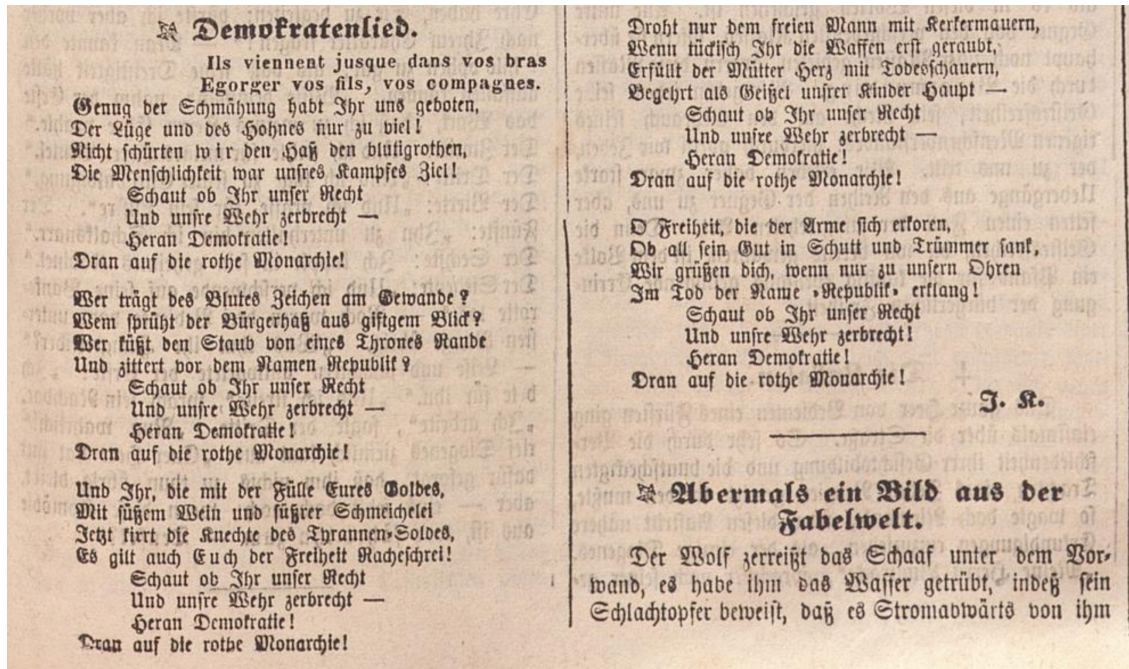 Demokratenlied.
Ils viennent jusque dans vos bras
Egorger vos fils, vos compagnes.
Genug der Schmähung habt Ihr uns geboten,
Der Lüge und des Hohnes nur zu viel!
Nicht schürten wir den Haß den blutigrothen,
Die Menschlichkeit war unsres Kampfes Ziel!
Schaut ob Ihr unser Recht
Und unsre Wehr zerbrecht —
Heran Demokratie!
Dran auf die rothe Monarchie!
Wer trägt des Blutes Zeichen am Gewande?
Wem sprüht der Bürgerhaß aus giftgem Blick?
Wer küßt den Staub von eines Thrones Rande
Und zittert vor dem Namen Republik?
Schaut ob Ihr unser Recht
Und unsre Wehr zerbrecht —
Heran Demokratie!
Dran auf die rothe Monarchie!
Und Ihr, die mit der Fülle Eures Goldes,
Mit süßem Wein und süßrer Schmeichelei
Jetzt kirrt die Knechte des Tyrannen-Soldes,
Es gilt auch Euch der Freiheit Racheschrei!
Schaut ob Ihr unser Recht
Und unsre Wehr zerbrecht —
Heran Demokratie!
Dran auf die rothe Monarchie!
Droht nur dem freien Mann mit Kerkermauern,
Wenn tückisch Ihr die Waffen erst geraubt,
Erfüllt der Mütter Herz mit Todesschauern,
Begehrt als Geißel unsrer Kinder Haupt —
Schaut ob Ihr unser Recht
Und unsre Wehr zerbrecht —
Heran Demokratie!
Dran auf die rothe Monarchie!
O Freiheit, die der Arme sich erkoren,
Ob all sein Gut in Schutt und Trümmer sank,
Wir grüßen dich, wenn nur zu unsern Ohren
Im Tod der Name »Republik« erklang!
Schaut ob Ihr unser Recht
Und unsre Wehr zerbrecht!
Heran Demokratie!
Dran auf die rothe Monarchie!
J. K.
Abermals ein Bild aus der
Fabelwelt.
Der Wolf zerreißt das Schaaf unter dem Vor-
wand, es habe ihm das Wasser getrübt, indeß sein
Schlachtopfer beweist, daß es Stromabwärts von ihm